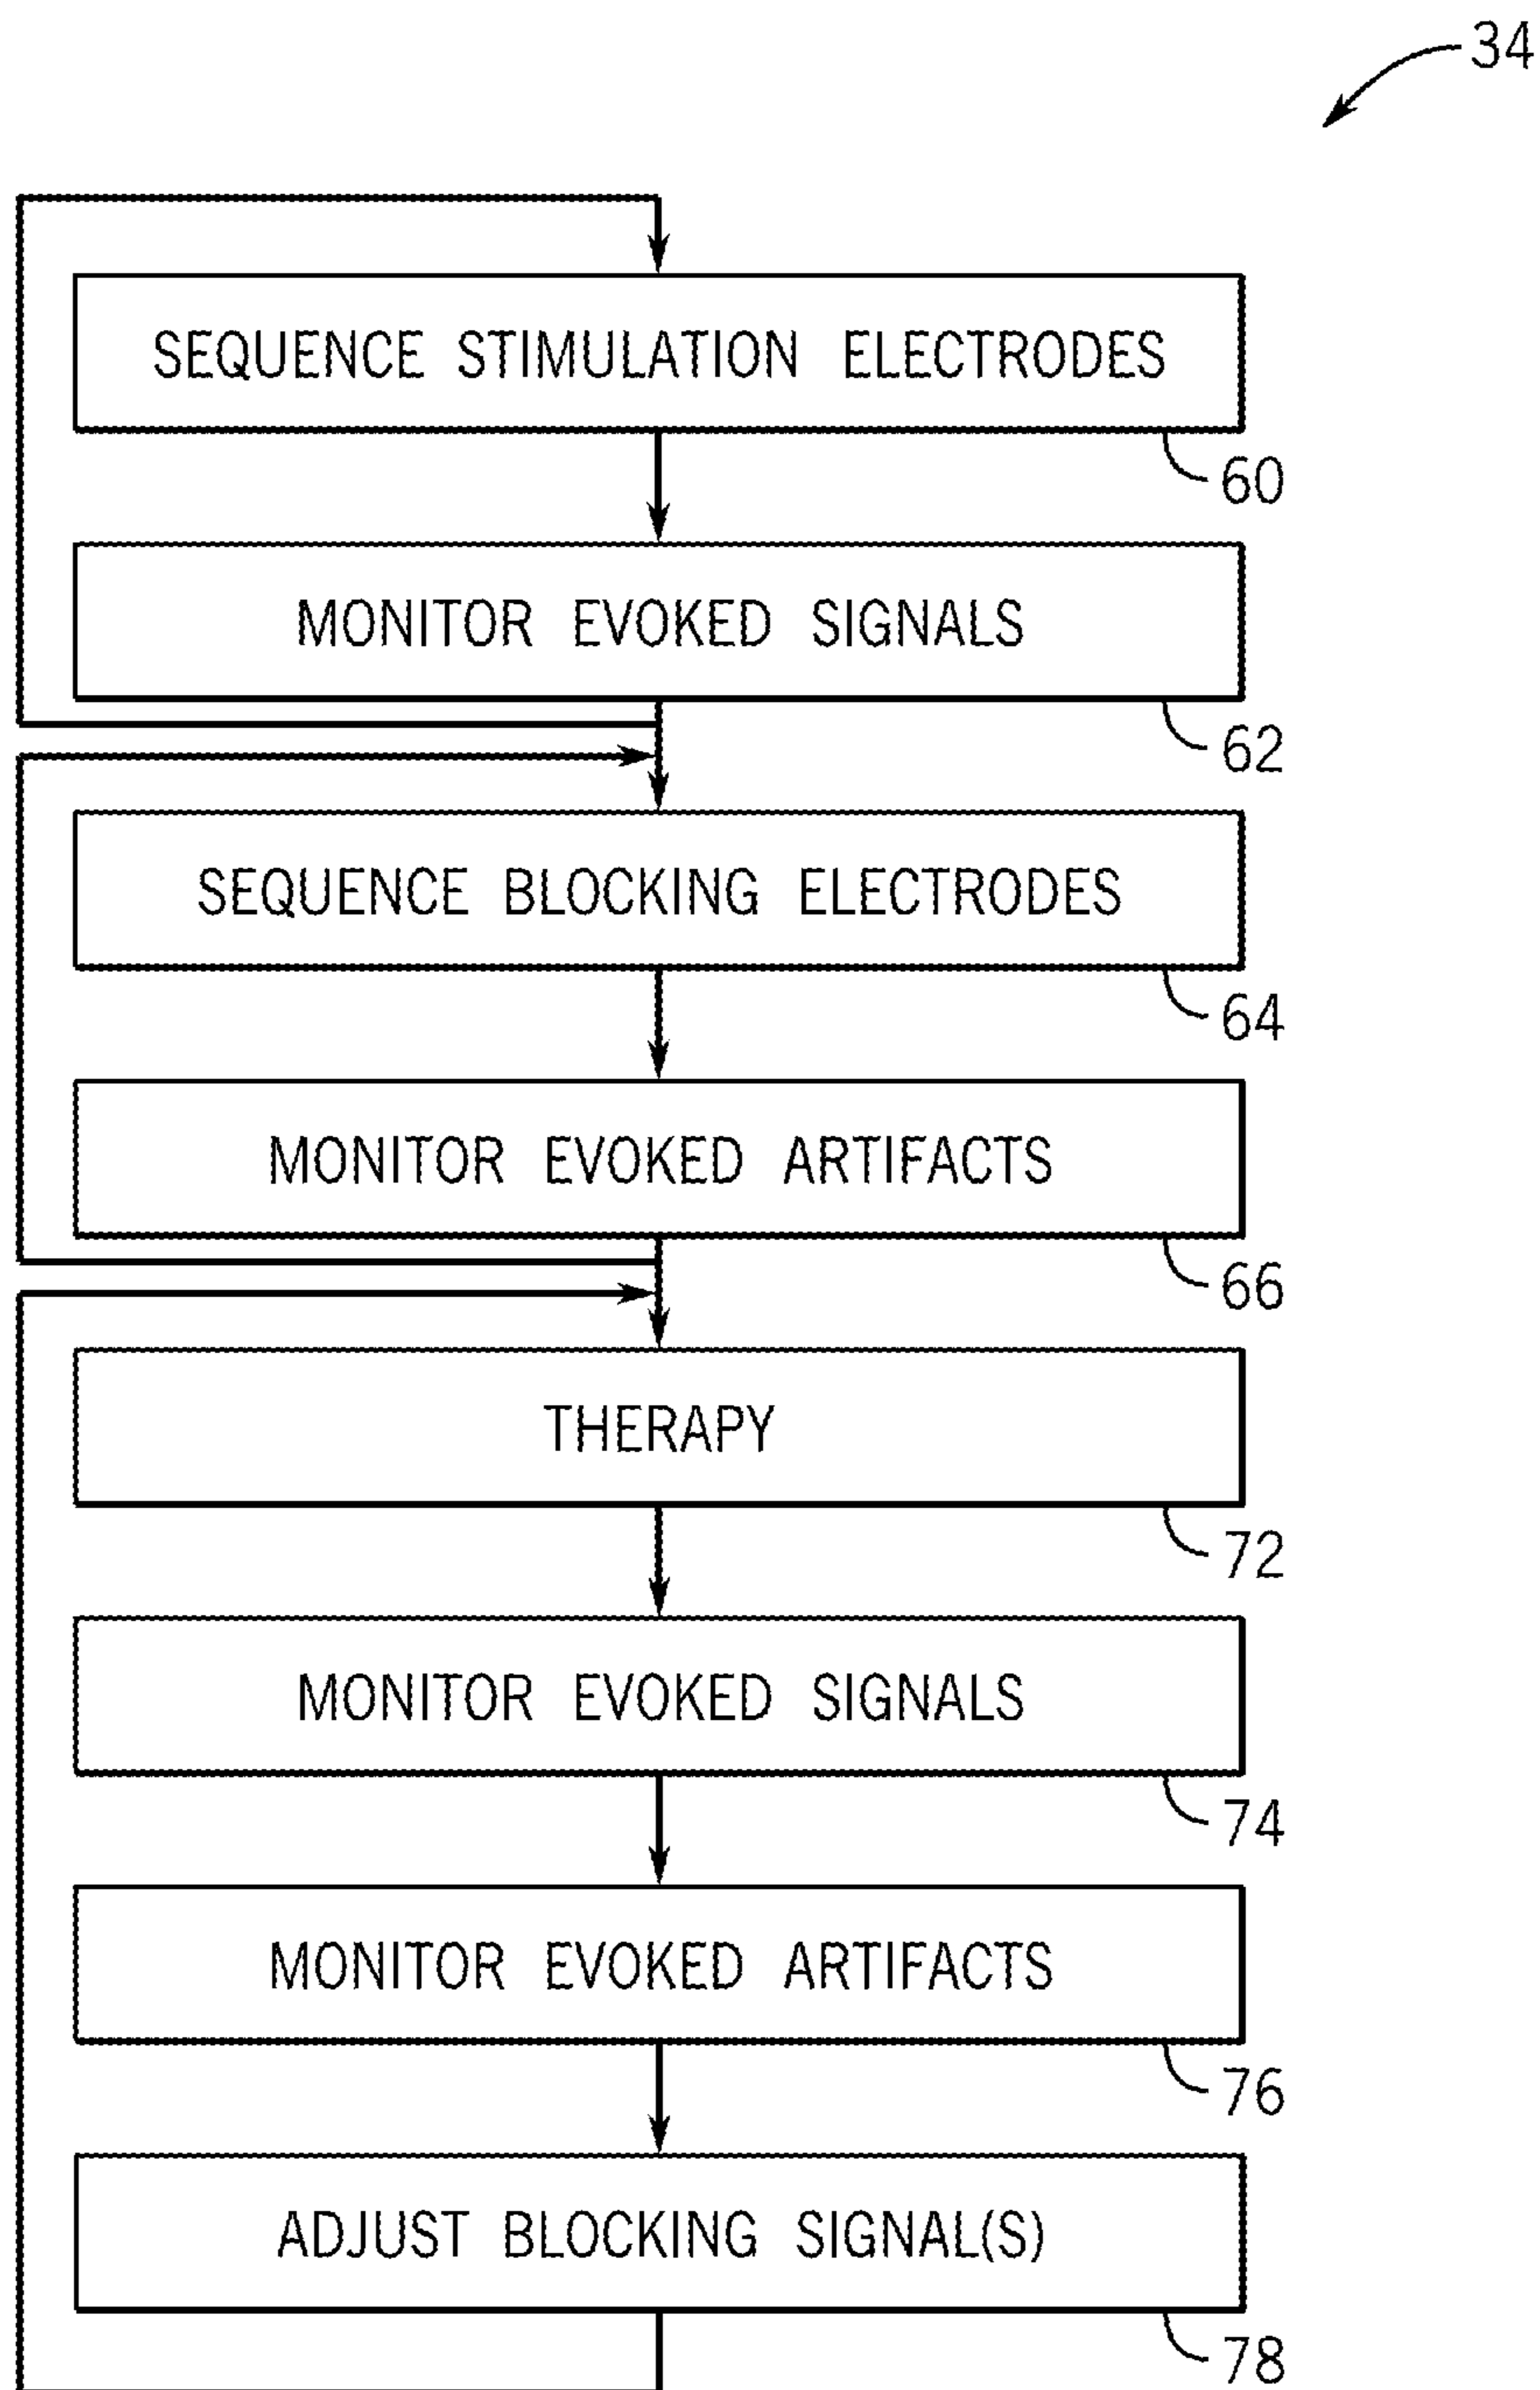 34
SEQUENCE STIMULATION ELECTRODES
60
MONITOR EVOKED SIGNALS
62
SEQUENCE BLOCKING ELECTRODES
64
MONITOR EVOKED ARTIFACTS
66
THERAPY
72
MONITOR EVOKED SIGNALS
74
MONITOR EVOKED ARTIFACTS
76
ADJUST BLOCKING SIGNAL(S)
78